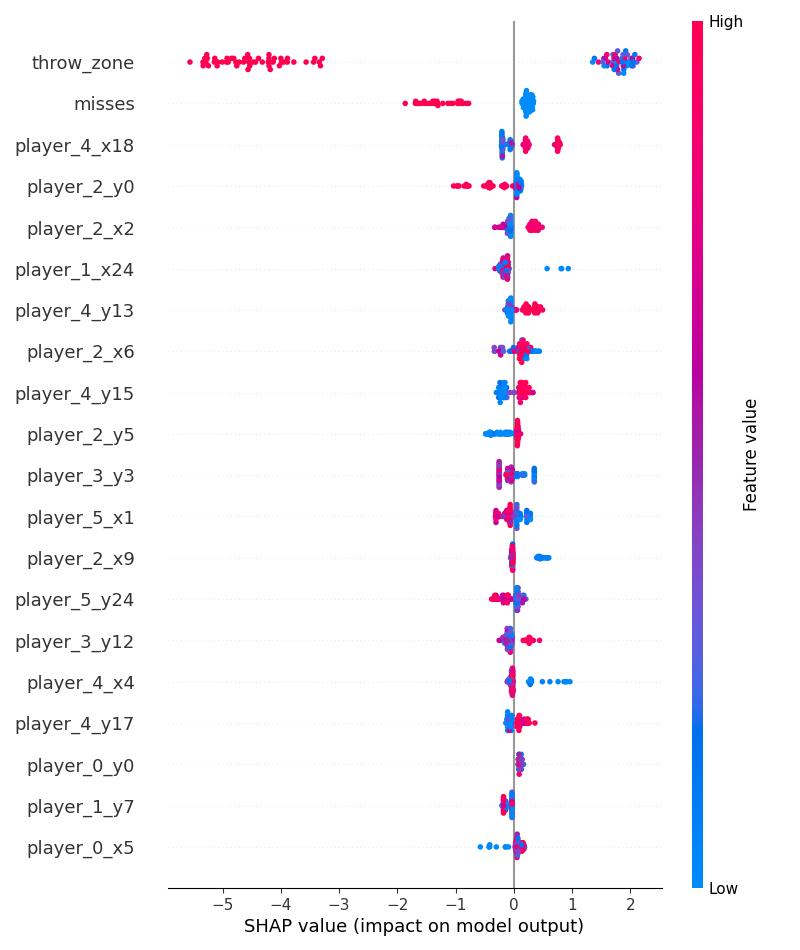 High
throw_zone
misses
player_4_x18
player_2_y0
player_2_x2
player_1_x24
player_4_y13
player_2_x6
player_4_y15
player_2_y5
player_3_y3
player_5_x1
player_2_x9
player_5_y24
player_3_y12
player_4_x4
player_4_y17
player_0_y0
player_1_y7
player_0_x5
Feature value
Low
−5 −4 −3 −2 −1 0 1 2
SHAP value (impact on model output)